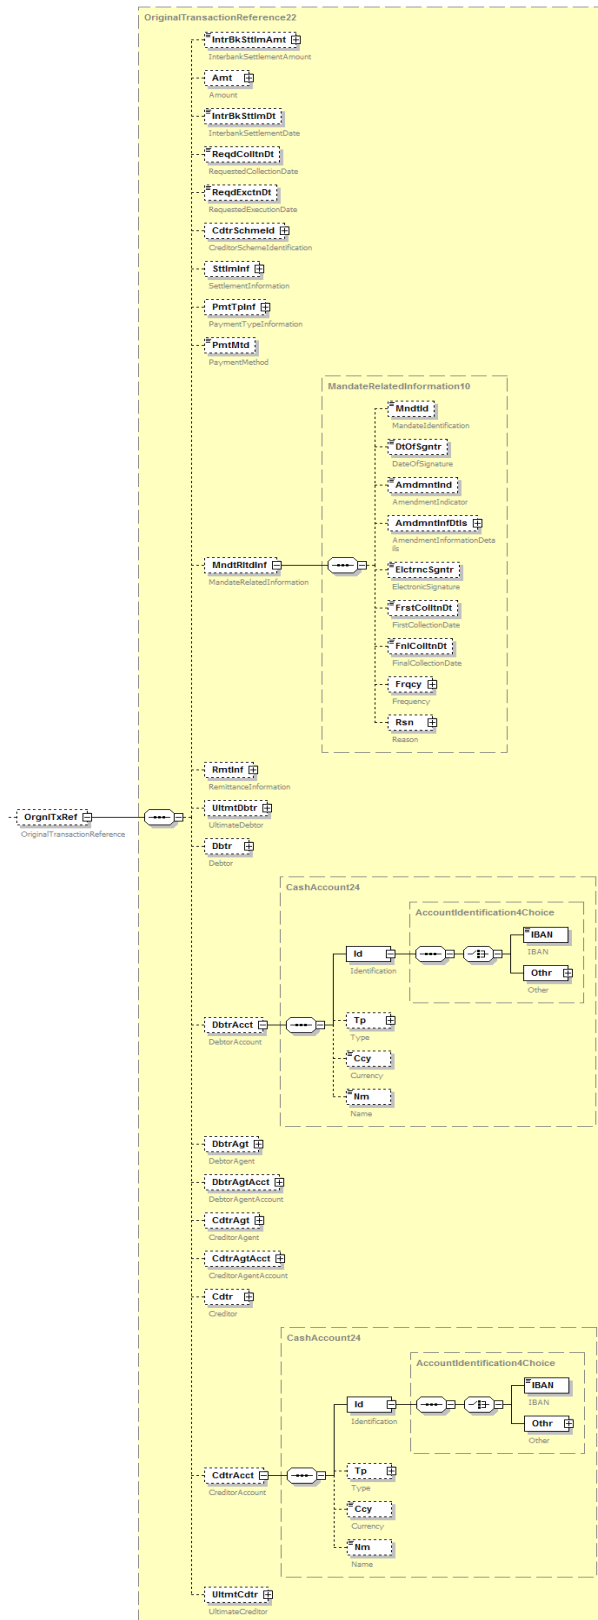 OriginalTransactionReference22
IntrBkSttlmAmt
InterbankSettlementAmount
Amt
Amount
IntrBkSttlmDt
InterbankSettlementDate
ReqdColltnDt
RequestedCollectionDate
ReqdExctnDt
RequestedExecutionDate
CdtrSchmeId
CreditorSchemeIdentification
SttlmInf
SettlementInformation
PmtTpInf
PaymentTypeInformation
PmtMtd
PaymentMethod
MandateRelatedInformation10
MndtId
MandateIdentification
DtOfSgntr
DateOfSignature
AmdmntInd
AmendmentIndicator
AmdmntInfDtls
AmendmentInformationDeta
ils
MndtRltdInf
MandateRelatedInformation
ElctrncSgntr
ElectronicSignature
FrstColltnDt
FirstCollectionDate
FnlColltnDt
FinalCollectionDate
Frqcy
Frequency
Rsn
Reason
RmtInf
RemittanceInformation
UltmtDbtr
UltimateDebtor
OrgnlTxRef
OriginalTransactionReference
Dbtr
Debtor
CashAccount24
AccountIdentification4Choice
IBAN
IBAN
Id
Identification
Othr
Other
DbtrAcct
DebtorAccount
Tp
Type
Ccy
Currency
Nm
Name
DbtrAgt
DebtorAgent
DbtrAgtAcct
DebtorAgentAccount
CdtrAgt
CreditorAgent
CdtrAgtAcct
CreditorAgentAccount
Cdtr
Creditor
CashAccount24
AccountIdentification4Choice
IBAN
IBAN
Id
Identification
Othr
Other
CdtrAcct
CreditorAccount
Tp
Type
Ccy
Currency
Nm
Name
UltmtCdtr
UltimateCreditor